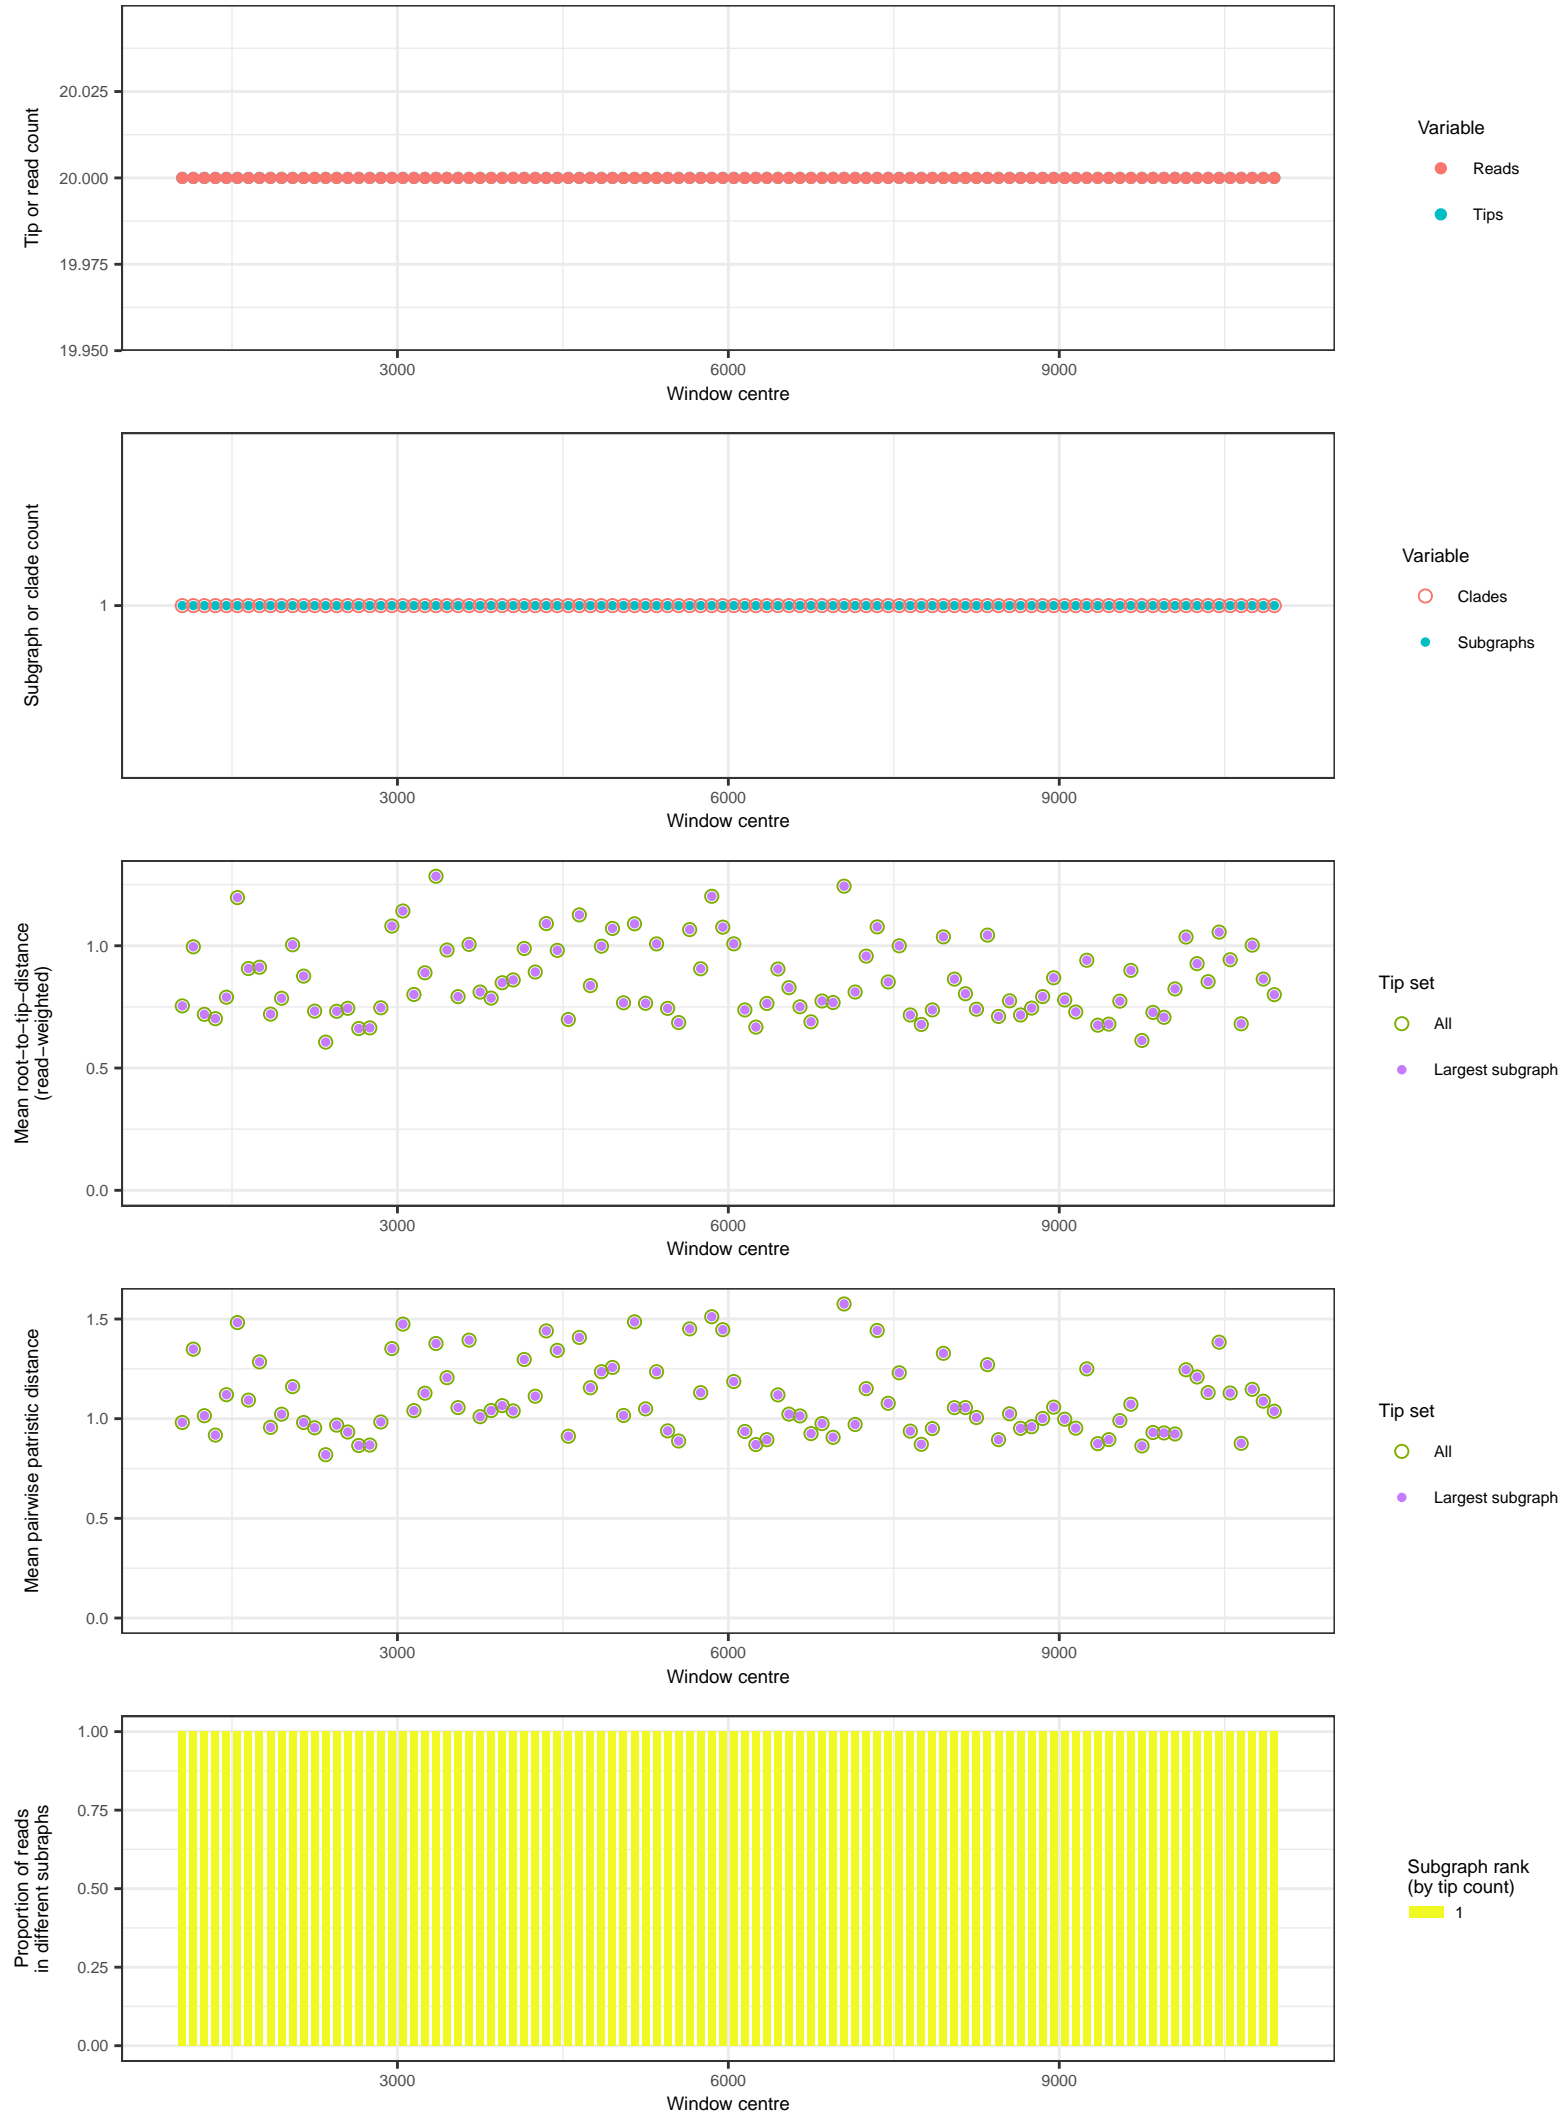 Tip or read count
20.025
20.000
19.975
19.950
3000
6000
9000
Window centre
Variable
Reads
Tips
Subgraph or clade count
1
3000
6000
9000
Window centre
Variable
Clades
Subgraphs
Mean root−to−tip−distance
(read−weighted)
1.0
0.5
0.0
3000
6000
9000
Window centre
Tip set
All
Largest subgraph
Mean pairwise patristic distance
1.5
1.0
0.5
0.0
3000
6000
9000
Window centre
Tip set
All
Largest subgraph
Proportion of reads
in different subraphs
1.00
0.75
0.50
0.25
0.00
3000
6000
9000
Window centre
Subgraph rank
(by tip count)
1